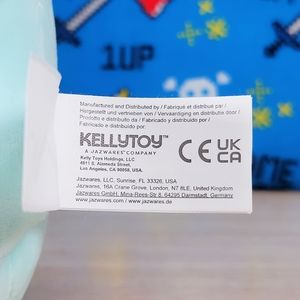 1UP
Manufactured and Distributed by / Fabriqué et distribué par /
Hergestellt und vertrieben von / Vervaardiging en distributie door /
Prodotto e distribuito da / Fabricado y distribuido por /
Fabricado e distribuído por:
KELLYTOY™
A JAZWARES COMPANY
Kelly Toys Holdings, LLC
4811 S. Alameda Street,
Los Angeles, CA 90058, USA.
CE UK
CA
Jazwares, LLC. Sunrise, FL 33326, USA
Jazwares, 16A Crane Grove, London, N7 8LE, United Kingdom
Jazwares GmbH. Mina-Rees-Str. 8, 64295 Darmstadt, Germany
www.jazwares.com / www.jazwares.de